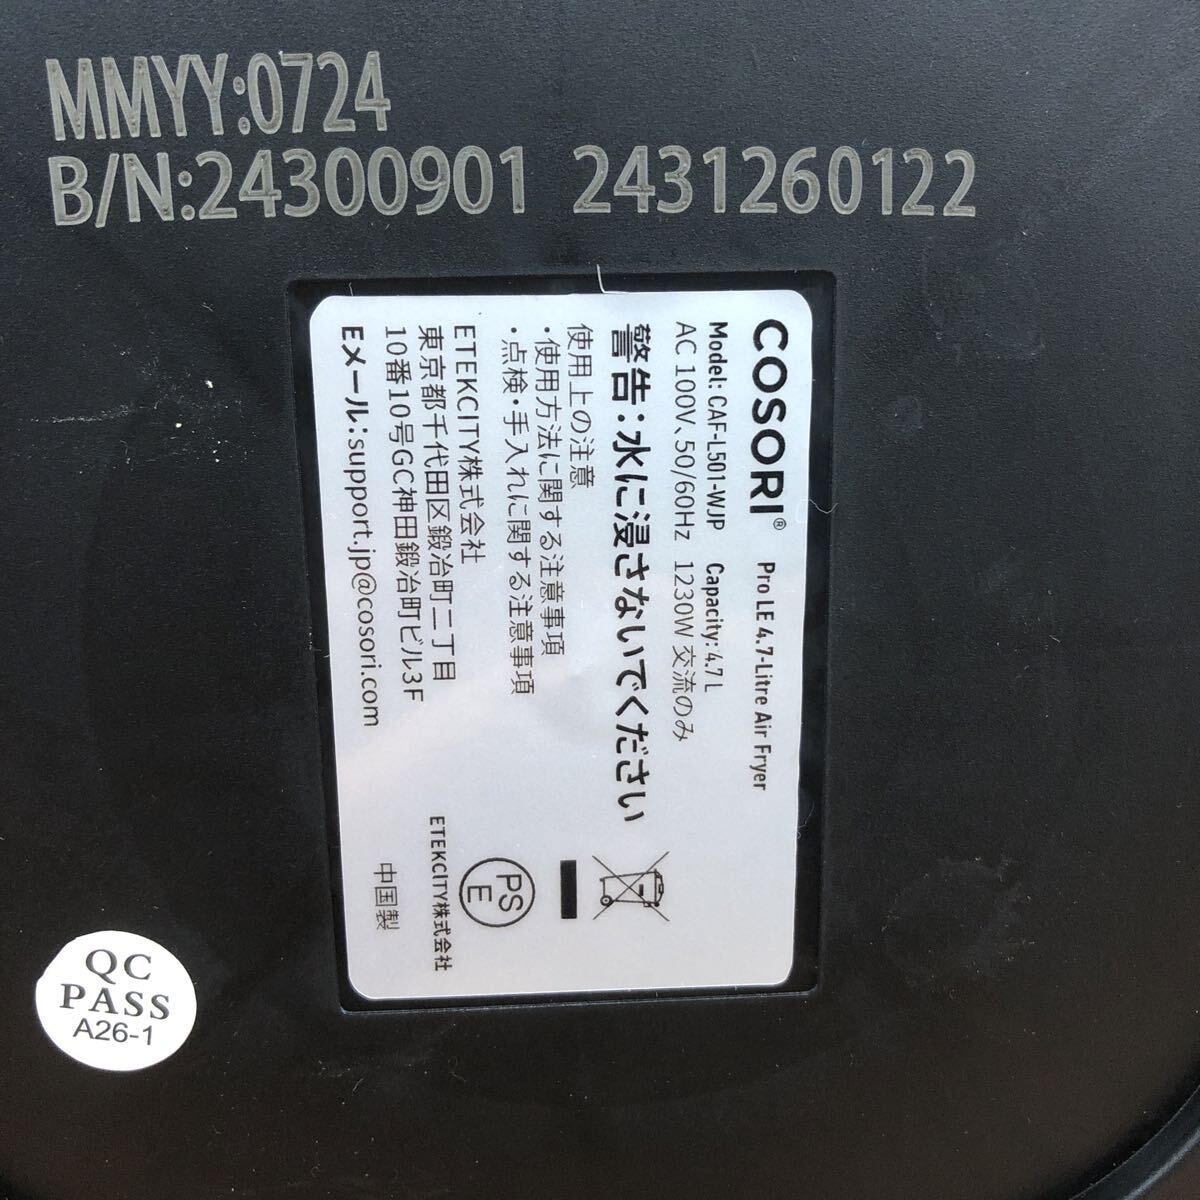 MMYY:0724
B/N:24300901 2431260122
COSORI® Pro LE 4.7-Litre Air Fryer
Model: CAF-L501-WJP Capacity: 4.7 L
AC 100V、50/60Hz 1230W 交流のみ
警告：水に浸さないでください
使用上の注意
・使用方法に関する注意事項
・点検・手入れに関する注意事項
ETEKCITY株式会社
東京都千代田区鍛冶町二丁目
10番10号GC神田鍛冶町ビル3F
Eメール：support.jp@cosori.com
PS
E
ETEKCITY株式会社
中国製
QC
PASS
A26-1